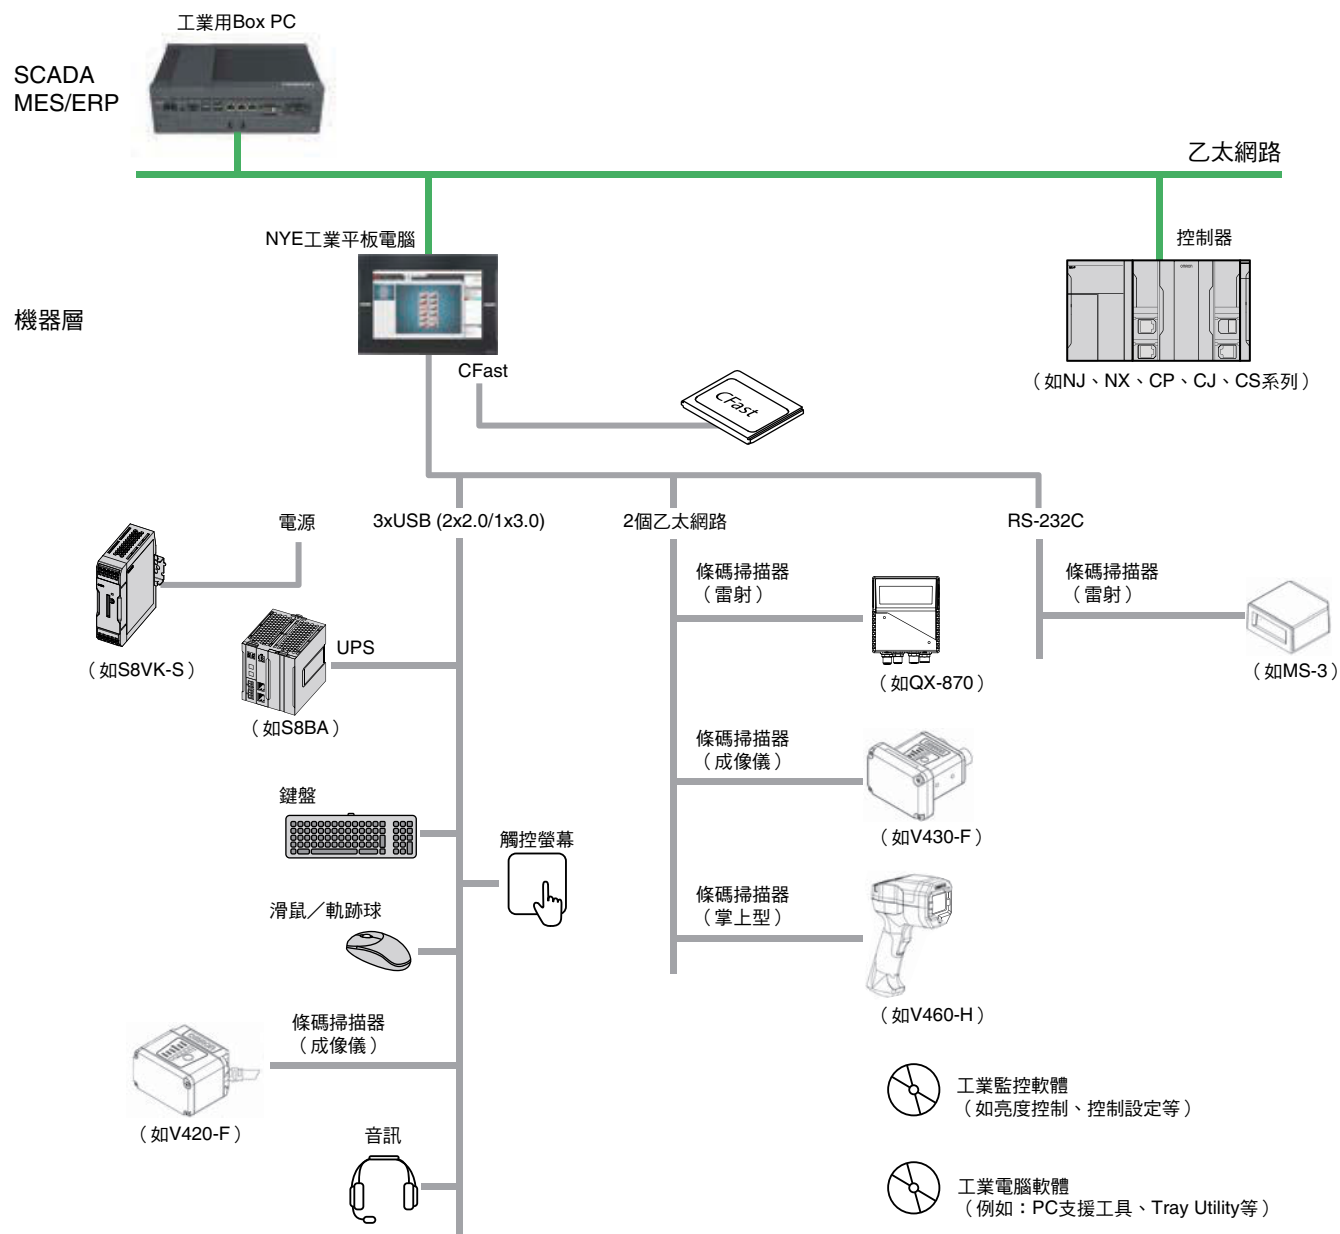 工業用Box PC
SCADA
MES/ERP
乙太網路
NYE工業平板電腦
控制器
機器層
CFast
CFast
（如NJ、NX、CP、CJ、CS系列）
電源
3xUSB (2x2.0/1x3.0)
2個乙太網路
RS-232C
條碼掃描器
（雷射）
條碼掃描器
（雷射）
UPS
（如S8VK-S）
（如QX-870）
（如MS-3）
（如S8BA）
條碼掃描器
（成像儀）
鍵盤
觸控螢幕
（如V430-F）
滑鼠／軌跡球
條碼掃描器
（掌上型）
條碼掃描器
（成像儀）
（如V460-H）
工業監控軟體
（如亮度控制、控制設定等）
（如V420-F）
音訊
工業電腦軟體
（例如：PC支援工具、Tray Utility等）